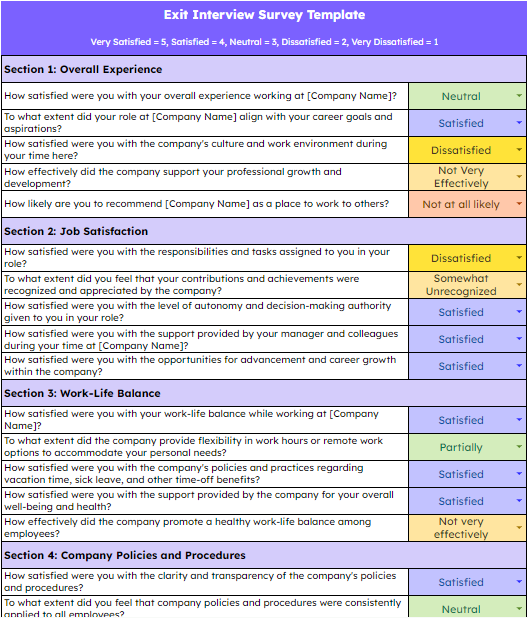 Exit Interview Survey Template
Very Satisfied = 5, Satisfied = 4, Neutral = 3, Dissatisfied = 2, Very Dissatisfied = 1
Section 1: Overall Experience
How satisfied were you with your overall experience working at [Company Name]?
Neutral
To what extent did your role at [Company Name] align with your career goals and
aspirations?
Satisfied
How satisfied were you with the company's culture and work environment during
your time here?
Dissatisfied
How effectively did the company support your professional growth and
development?
Not Very
Effectively
How likely are you to recommend [Company Name] as a place to work to others?
Not at all likely
Section 2: Job Satisfaction
How satisfied were you with the responsibilities and tasks assigned to you in your
role?
Dissatisfied
To what extent did you feel that your contributions and achievements were
recognized and appreciated by the company?
Somewhat
Unrecognized
How satisfied were you with the level of autonomy and decision-making authority
given to you in your role?
Satisfied
How satisfied were you with the support provided by your manager and colleagues
during your time at [Company Name]?
Satisfied
How satisfied were you with the opportunities for advancement and career growth
within the company?
Satisfied
Section 3: Work-Life Balance
How satisfied were you with your work-life balance while working at [Company
Name]?
Satisfied
To what extent did the company provide flexibility in work hours or remote work
options to accommodate your personal needs?
Partially
How satisfied were you with the company's policies and practices regarding
vacation time, sick leave, and other time-off benefits?
Satisfied
How satisfied were you with the support provided by the company for your overall
well-being and health?
Satisfied
How effectively did the company promote a healthy work-life balance among
employees?
Not very
effectively
Section 4: Company Policies and Procedures
How satisfied were you with the clarity and transparency of the company's policies
and procedures?
Satisfied
To what extent did you feel that company policies and procedures were consistently
applied to all employees?
Neutral